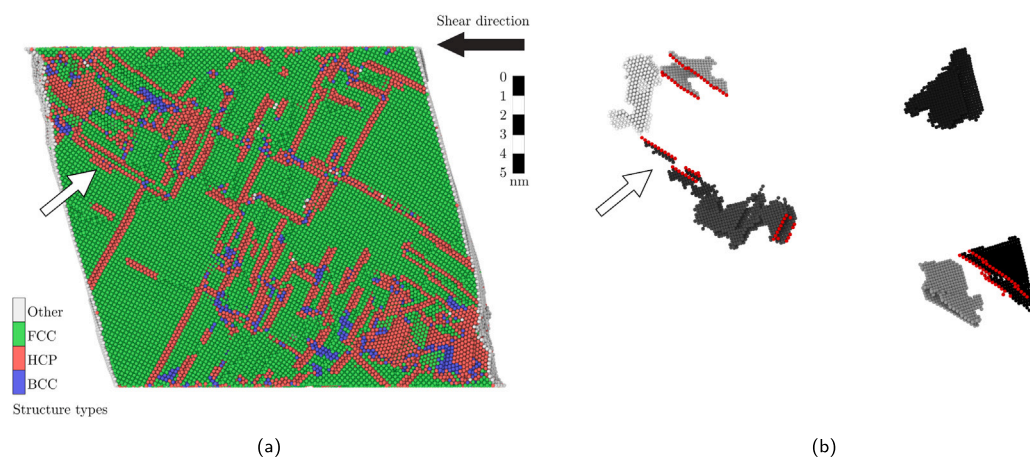 Shear direction
0
1
2
3
4
5
nm
Other
FCC
HCP
BCC
Structure types
(a)
(b)